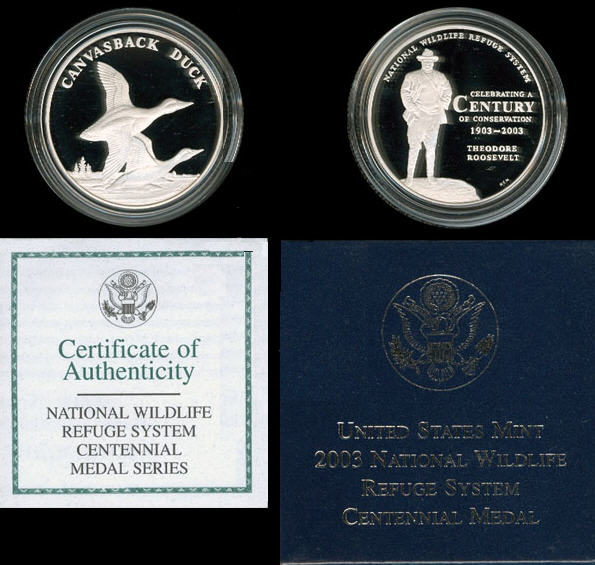 CANVASBACK DUCK
NATIONAL WILDLIFE REFUGE SYSTEM
CELEBRATING A
CENTURY
OF CONSERVATION
1903–2003
THEODORE
ROOSEVELT
Certificate of
Authenticity
NATIONAL WILDLIFE
REFUGE SYSTEM
CENTENNIAL
MEDAL SERIES
UNITED STATES MINT
2003 NATIONAL WILDLIFE
REFUGE SYSTEM
CENTENNIAL MEDAL